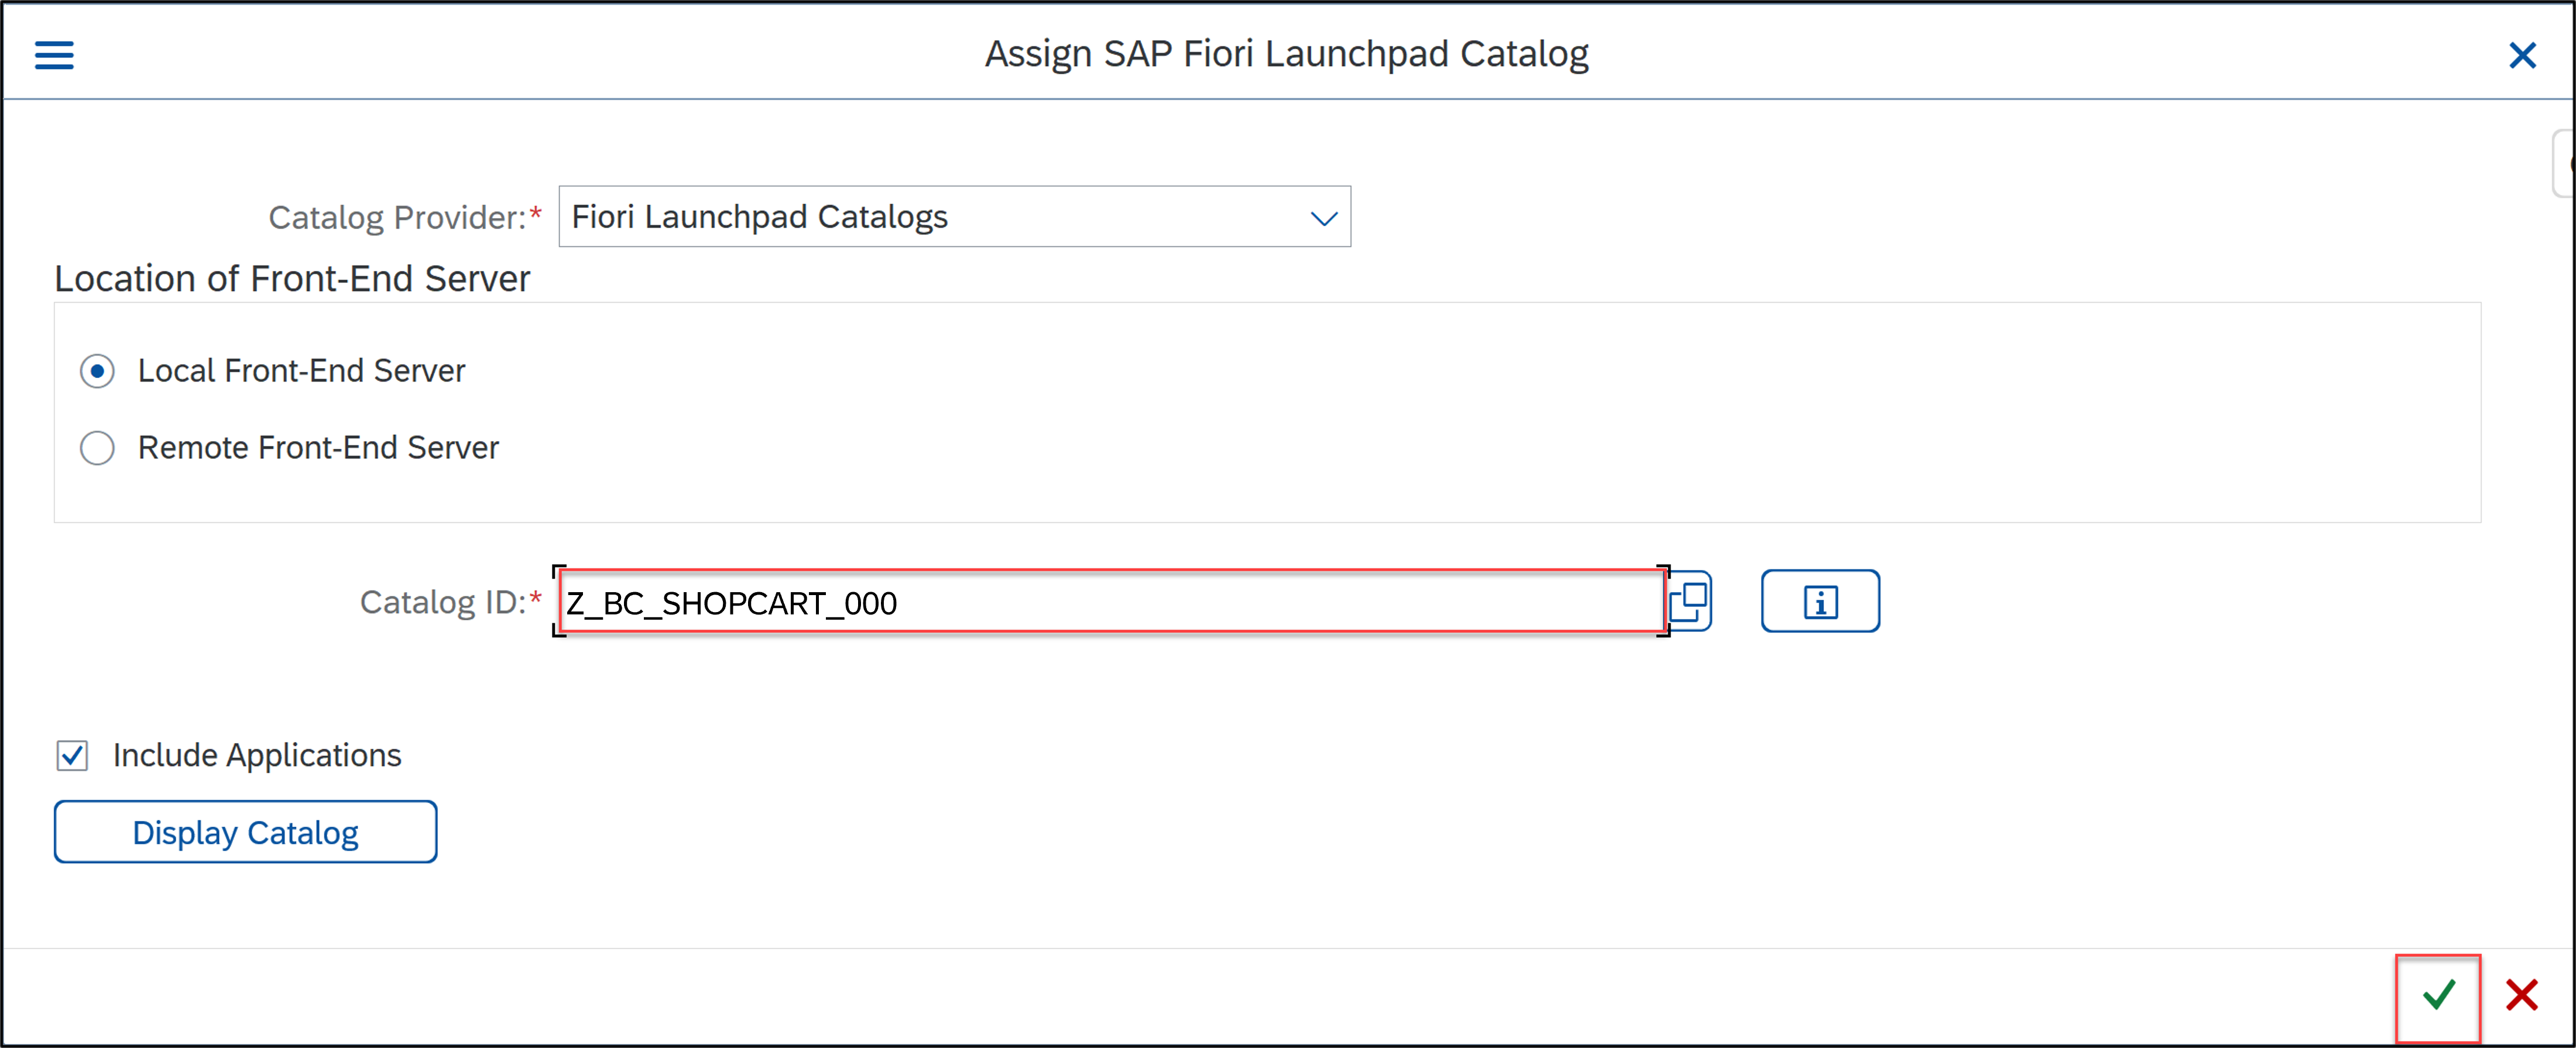 Assign SAP Fiori Launchpad Catalog
Catalog Provider:* Fiori Launchpad Catalogs
Location of Front-End Server
Local Front-End Server
Remote Front-End Server
Catalog ID:* Z_BC_SHOPCART_000
Include Applications
Display Catalog